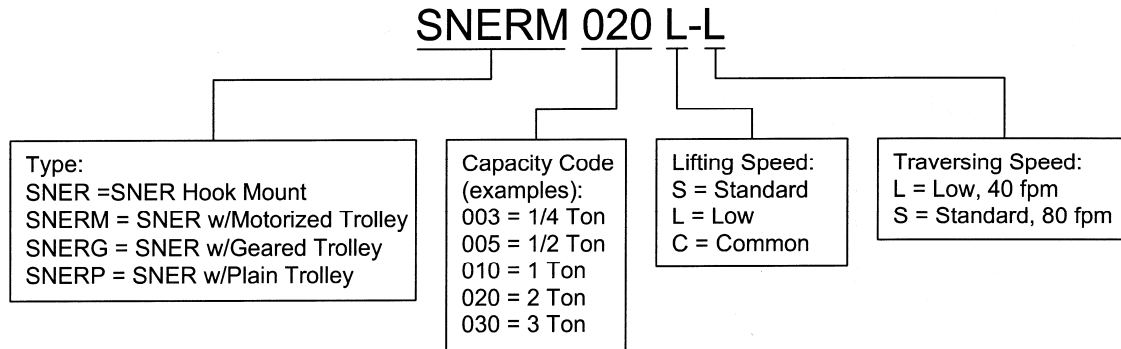 SNERM 020 L-L
Type:
SNER =SNER Hook Mount
SNERM = SNER w/Motorized Trolley
SNERG = SNER w/Geared Trolley
SNERP = SNER w/Plain Trolley
Capacity Code
(examples):
003 = 1/4 Ton
005 = 1/2 Ton
010 = 1 Ton
020 = 2 Ton
030 = 3 Ton
Lifting Speed:
S = Standard
L = Low
C = Common
Traversing Speed:
L = Low, 40 fpm
S = Standard, 80 fpm